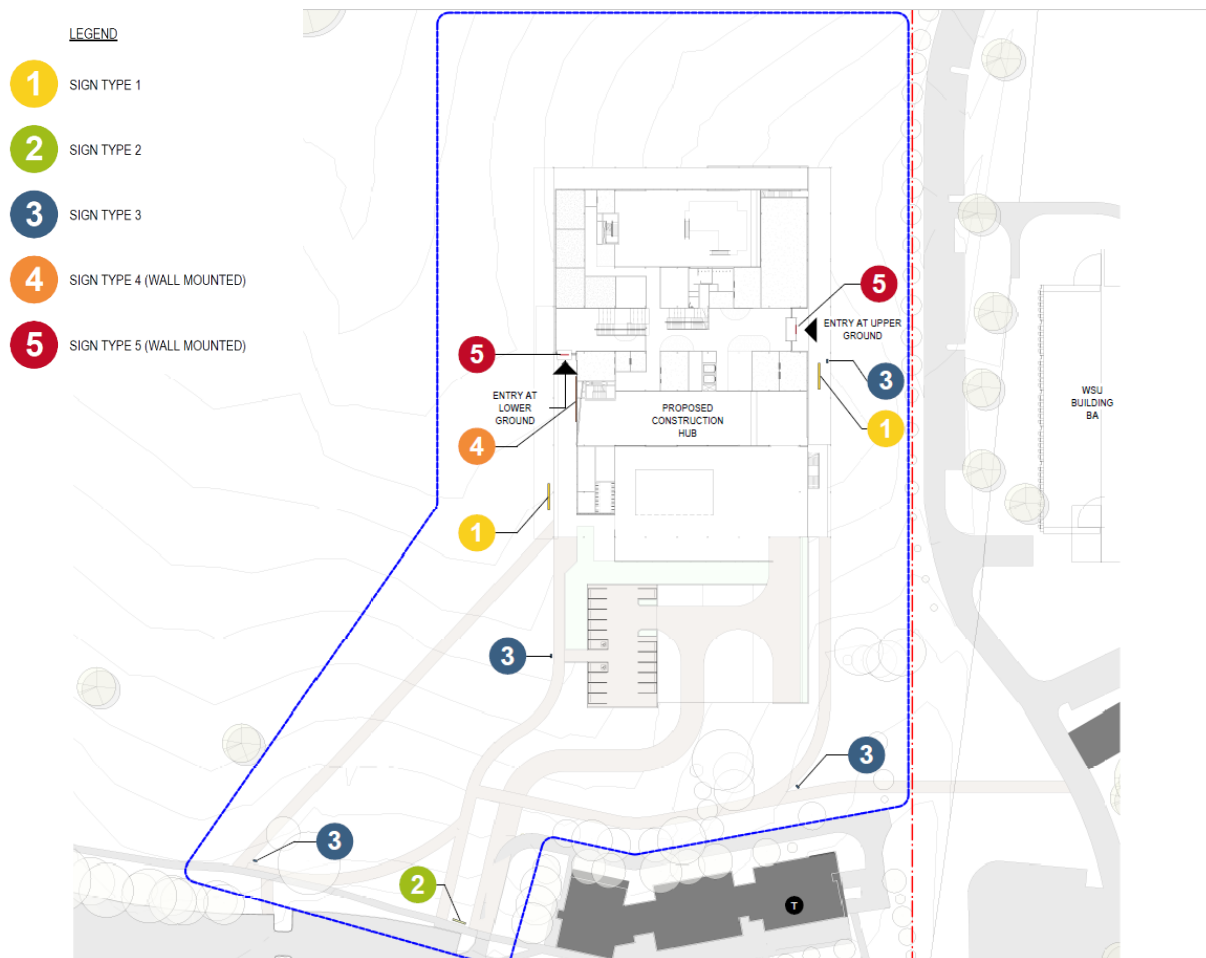 LEGEND
1 SIGN TYPE 1
2 SIGN TYPE 2
3 SIGN TYPE 3
4 SIGN TYPE 4 (WALL MOUNTED)
5 SIGN TYPE 5 (WALL MOUNTED)
5
ENTRY AT UPPER
GROUND
5
3
ENTRY AT
LOWER
GROUND
PROPOSED
CONSTRUCTION
HUB
WSU
BUILDING
BA
1
4
1
3
3
3
2
T